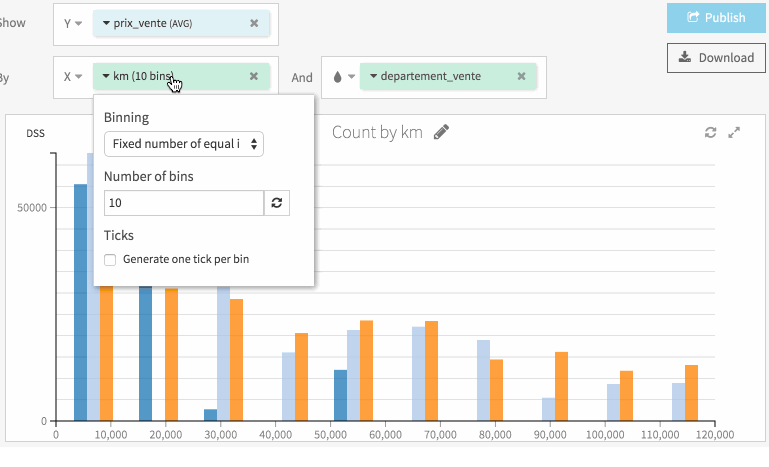 Show Y prix_vente (AVG) ×
Publish
By X km (10 bins) × And departement_vente ×
Download
Binning
Fixed number of equal i
Number of bins
10
Ticks
Generate one tick per bin
DSS
Count by km
50000
0
0 10,000 20,000 30,000 40,000 50,000 60,000 70,000 80,000 90,000 100,000 110,000 120,000